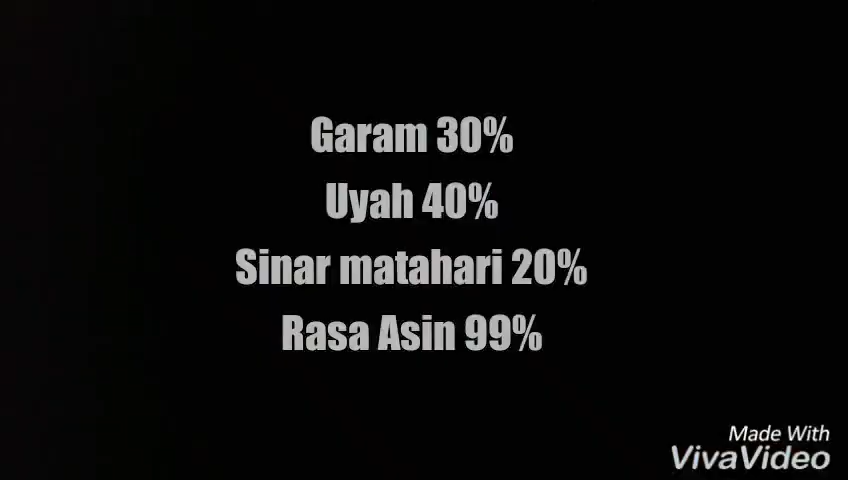 Garam 30%
Uyah 40%
Sinar matahari 20%
Rasa Asin 99%
Made With
VivaVideo